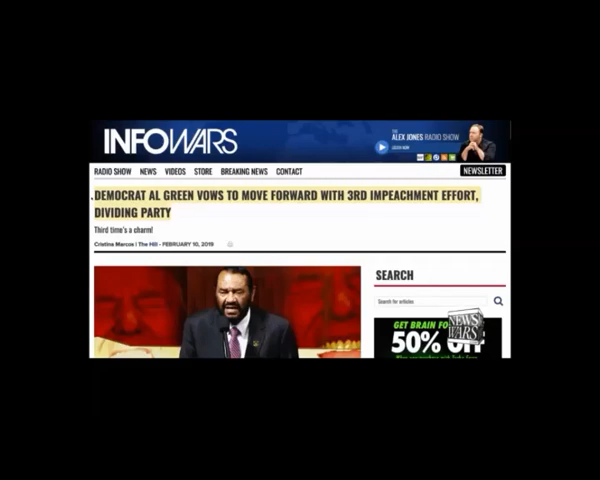 INFOWARS
THE
ALEX JONES RADIO SHOW
LISTEN NOW
RADIO SHOW NEWS VIDEOS STORE BREAKING NEWS CONTACT
NEWSLETTER
DEMOCRAT AL GREEN VOWS TO MOVE FORWARD WITH 3RD IMPEACHMENT EFFORT,
DIVIDING PARTY
Third time's a charm!
Cristina Marcos | The Hill - FEBRUARY 10, 2019
SEARCH
Search for articles
GET BRAIN FO
50% OFF
NEWS
WARS